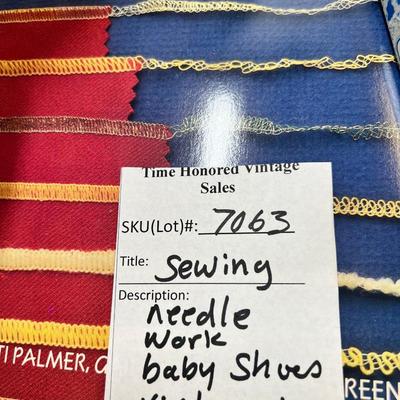 Time Honored Vintage
Sales
SKU(Lot)#: 7063
Title: Sewing
Description:
needle
work
baby Shoes
TI PALMER,
REEN